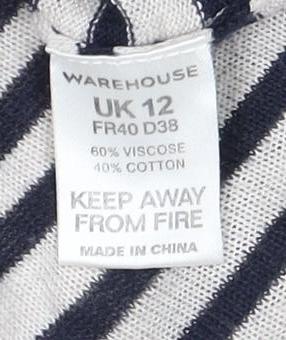 WAREHOUSE
UK 12
FR40 D38
60% VISCOSE
40% COTTON
KEEP AWAY
FROM FIRE
MADE IN CHINA